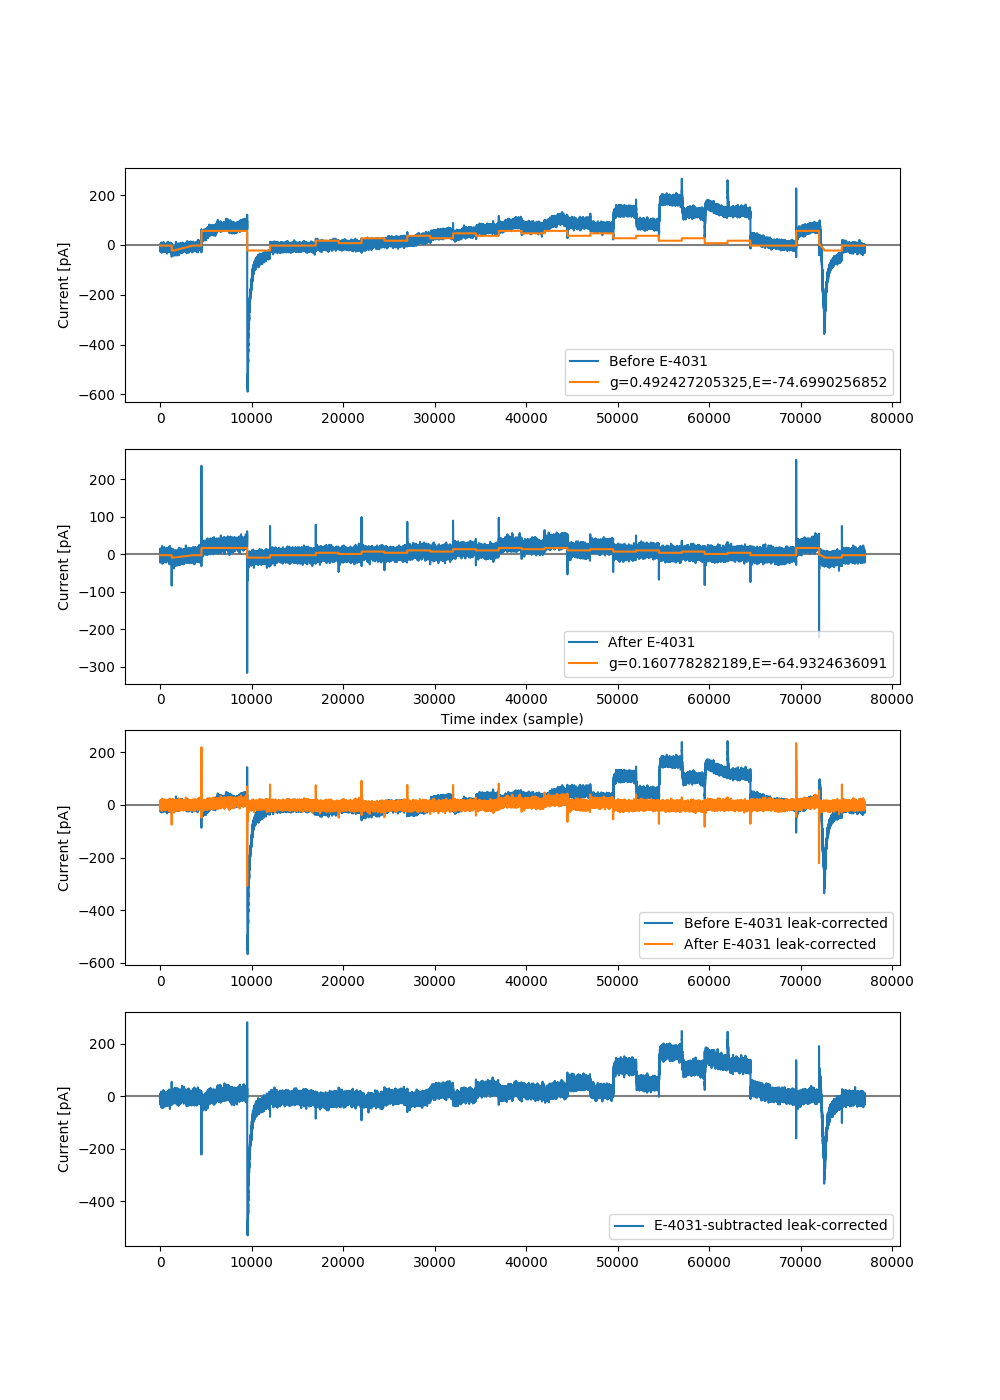 200
0
−200
−400
−600
Current [pA]
Before E-4031
g=0.492427205325,E=-74.6990256852
0 10000 20000 30000 40000 50000 60000 70000 80000
200
100
0
−100
−200
−300
Current [pA]
After E-4031
g=0.160778282189,E=-64.9324636091
0 10000 20000 30000 40000 50000 60000 70000 80000
Time index (sample)
200
0
−200
−400
−600
Current [pA]
Before E-4031 leak-corrected
After E-4031 leak-corrected
0 10000 20000 30000 40000 50000 60000 70000 80000
200
0
−200
−400
Current [pA]
E-4031-subtracted leak-corrected
0 10000 20000 30000 40000 50000 60000 70000 80000